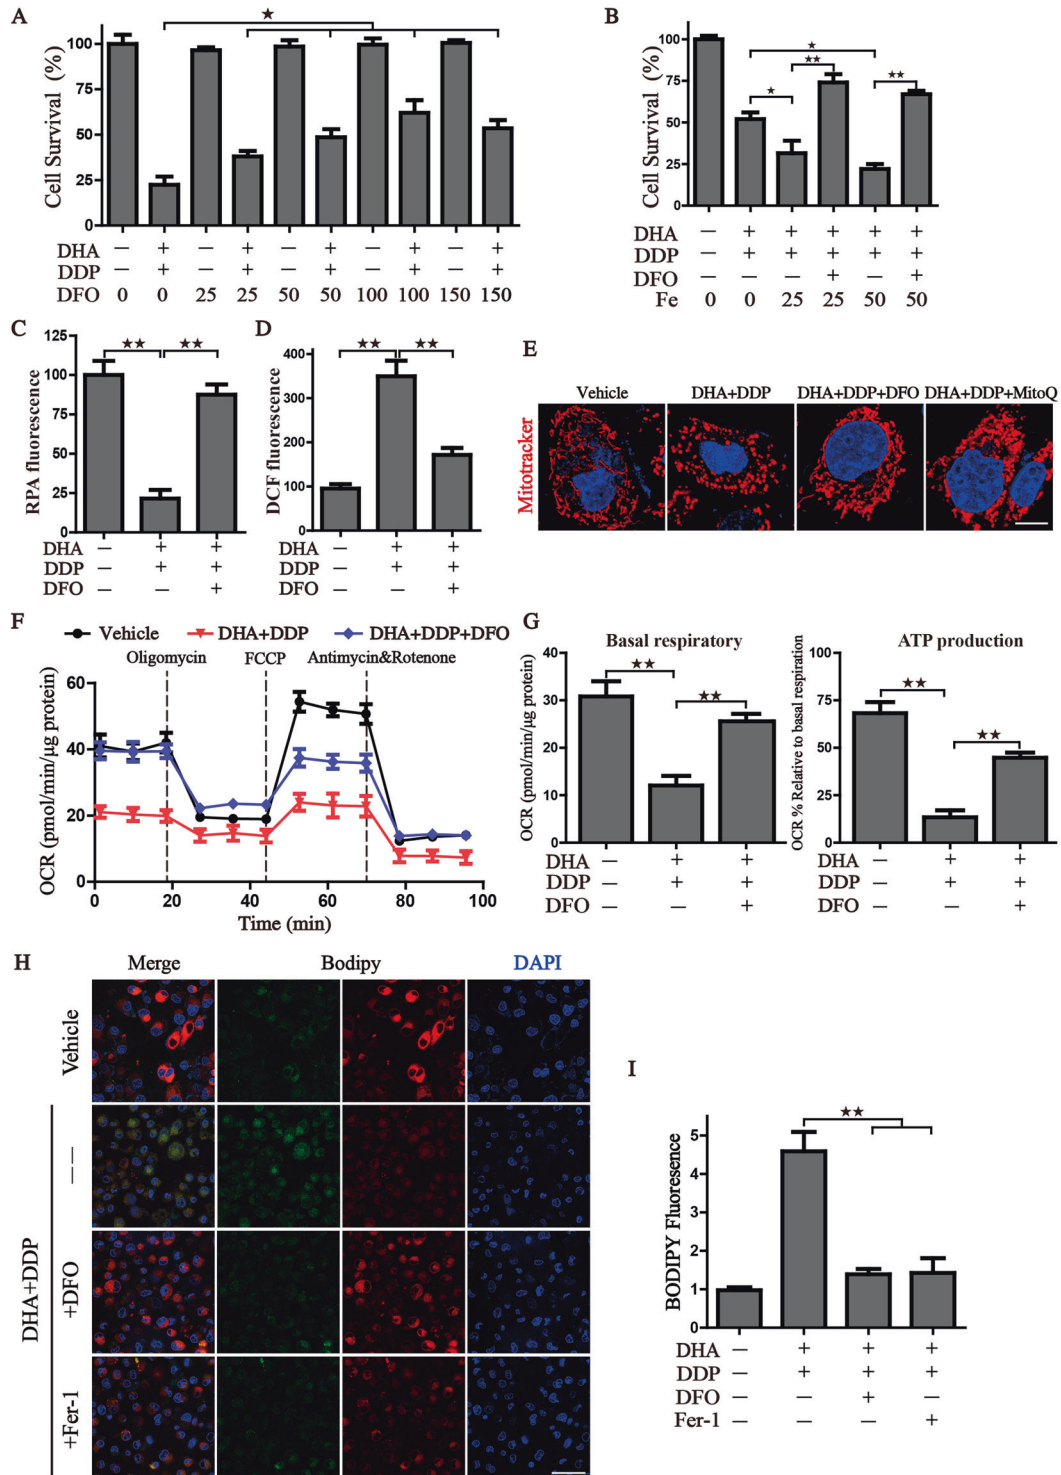 A
★
Cell Survival (%)
100
75
50
25
0
DHA — + — + — + — + — +
DDP — + — + — + — + — +
DFO 0 0 25 25 50 50 100 100 150 150
B
★
★★
★★
★
Cell Survival (%)
100
75
50
25
0
DHA — + + + + +
DDP — + + + + +
DFO + +
Fe 0 0 25 25 50 50
C
★★ ★★
RPA fluorescence
125
100
75
50
25
0
DHA — + +
DDP — + +
DFO — — +
D
★★ ★★
DCF fluorescence
400
300
200
100
0
DHA — + +
DDP — + +
DFO — — +
E
Vehicle DHA+DDP DHA+DDP+DFO DHA+DDP+MitoQ
Mitotracker
F
Vehicle DHA+DDP DHA+DDP+DFO
Oligomycin FCCP Antimycin&Rotenone
OCR (pmol/min/µg protein)
60
40
20
0
0 20 40 60 80 100
Time (min)
G
Basal respiratory
★★
★★
OCR (pmol/min/µg protein)
40
30
20
10
0
DHA — + +
DDP — + +
DFO — — +
ATP production
★★
★★
OCR % Relative to basal respiration
100
75
50
25
0
DHA — + +
DDP — + +
DFO — — +
H
Merge Bodipy DAPI
Vehicle
DHA+DDP
— —
+DFO
+Fer-1
I
★★
BODIPY Fluoresence
5
4
3
2
1
0
DHA — + + +
DDP — + + +
DFO — — + —
Fer-1 — — — +